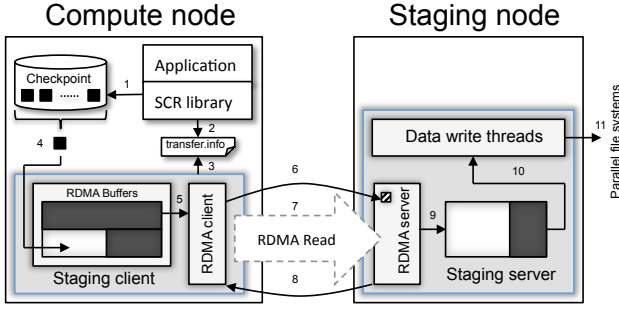 Compute node
Staging node
Checkpoint
......
1
Application
SCR library
2
transfer.info
3
4
RDMA Buffers
5
RDMA client
Staging client
6
7
RDMA Read
8
RDMA server
9
Data write threads
10
Staging server
11
Parallel file systems